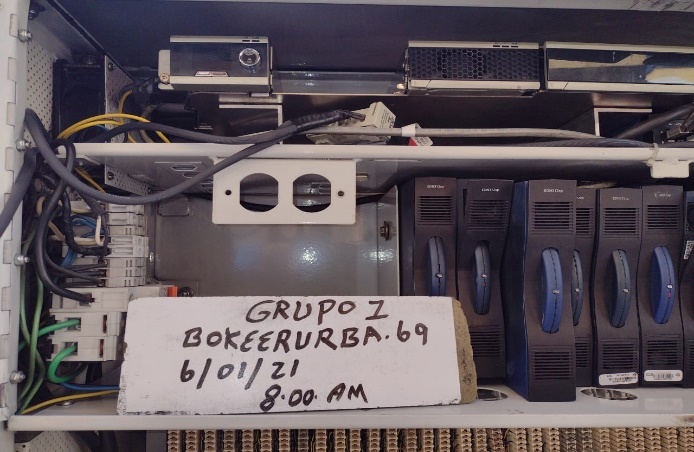 GRUPO I
BOKEERURBA.69
6/01/21
8.00. AM